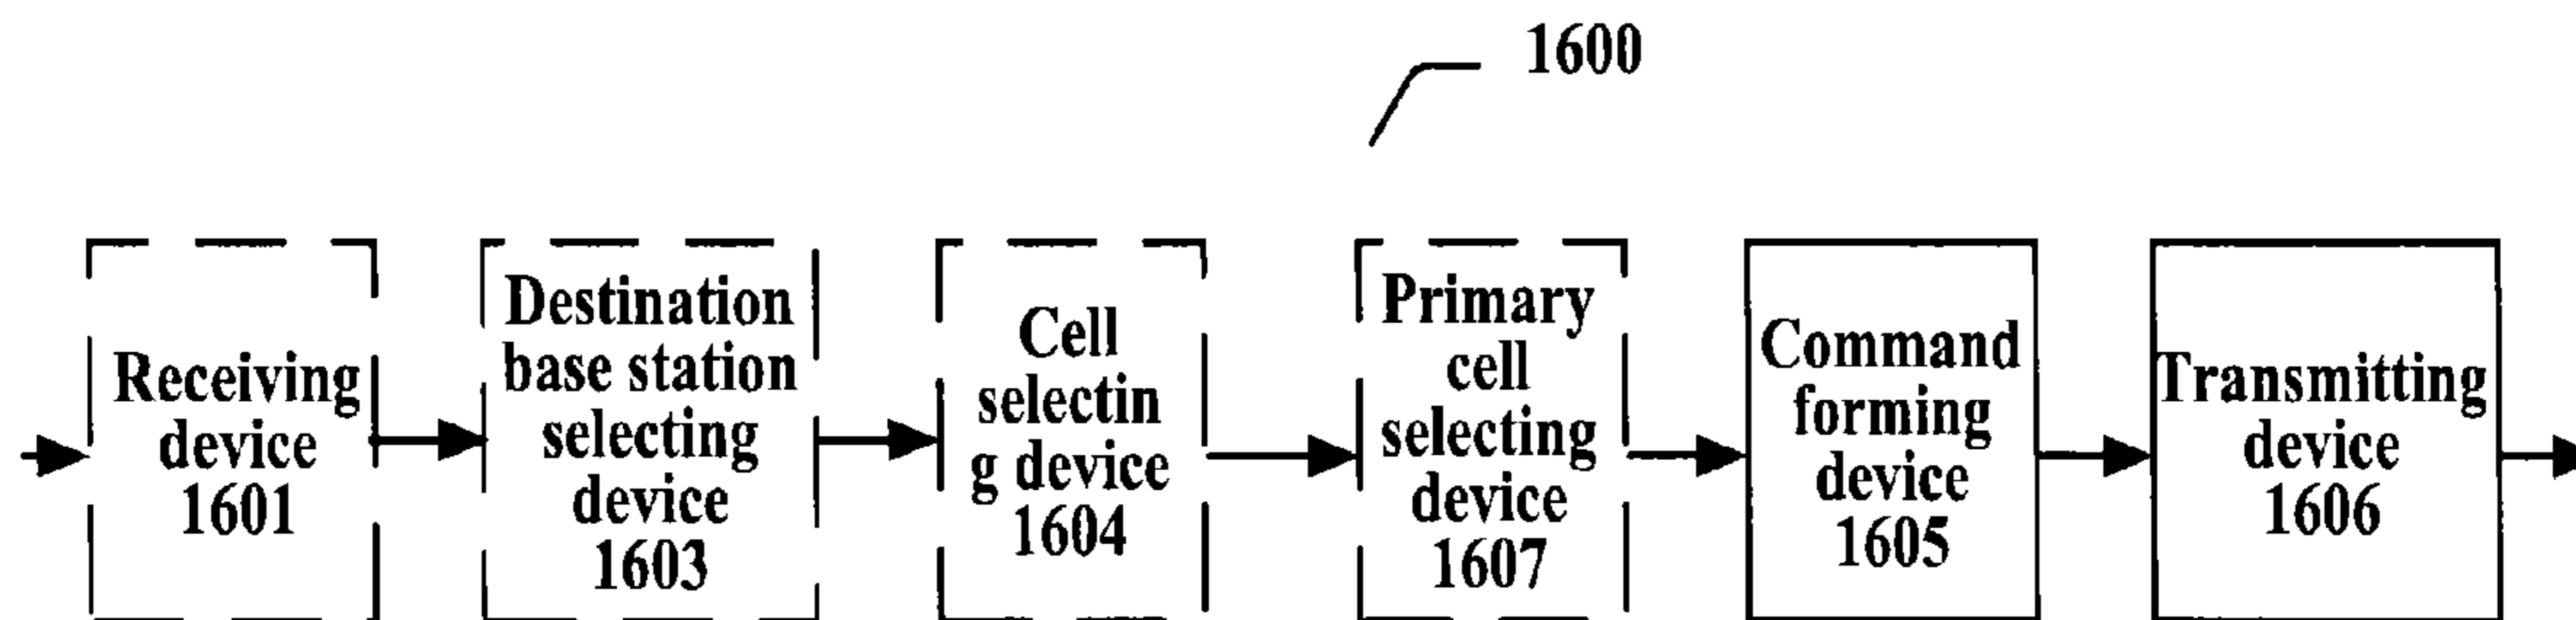 1600
Receiving
device
1601
Destination
base station
selecting
device
1603
Cell
selectin
g device
1604
Primary
cell
selecting
device
1607
Command
forming
device
1605
Transmitting
device
1606